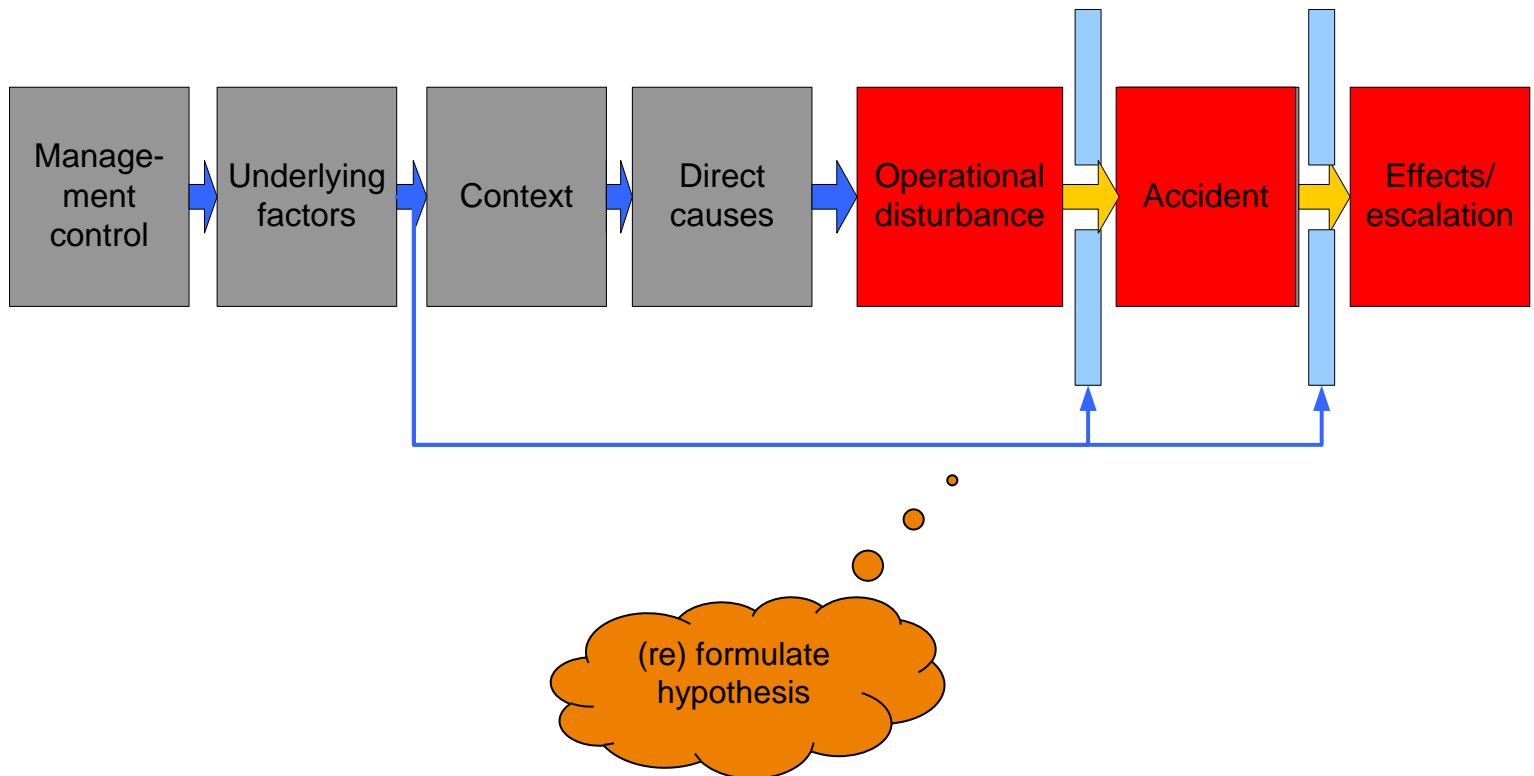 Manage-
ment
control
Underlying
factors
Context
Direct
causes
Operational
disturbance
Accident
Effects/
escalation
(re) formulate
hypothesis